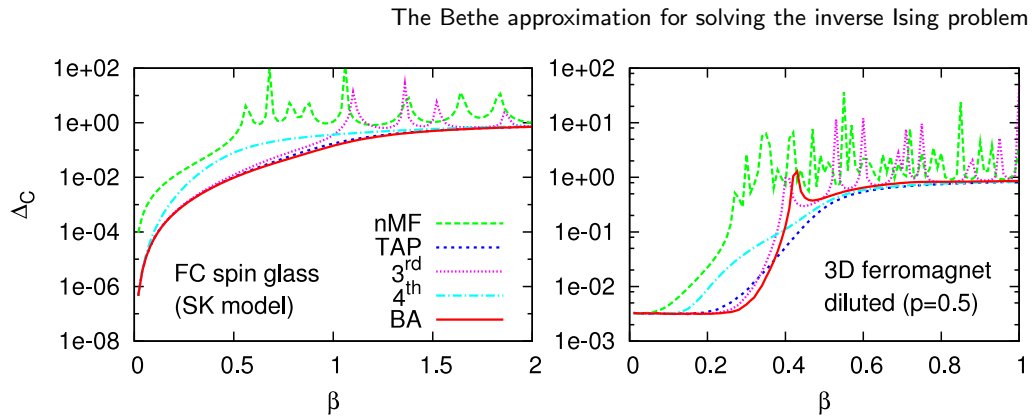 The Bethe approximation for solving the inverse Ising problem
Δ_C
1e+02
1e+00
1e-02
1e-04
1e-06
1e-08
nMF
TAP
3^rd
4^th
BA
FC spin glass
(SK model)
0
0.5
1
1.5
2
β
1e+02
1e+01
1e+00
1e-01
1e-02
1e-03
3D ferromagnet
diluted (p=0.5)
0
0.2
0.4
0.6
0.8
1
β